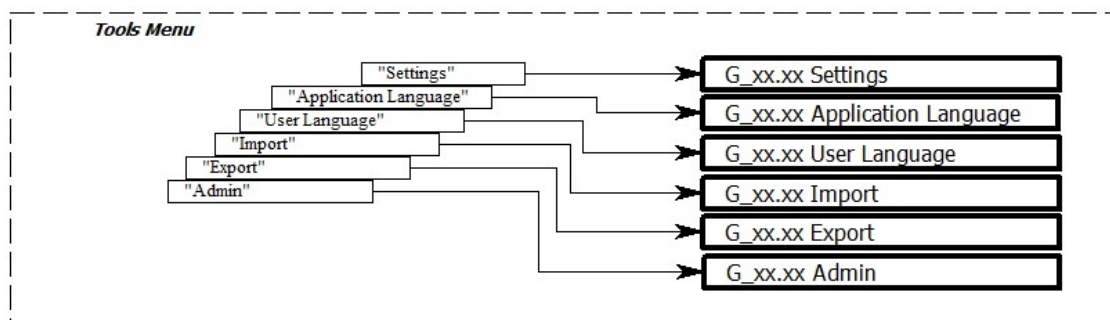 Tools Menu
"Settings"
"Application Language"
"User Language"
"Import"
"Export"
"Admin"
G_xx.xx Settings
G_xx.xx Application Language
G_xx.xx User Language
G_xx.xx Import
G_xx.xx Export
G_xx.xx Admin